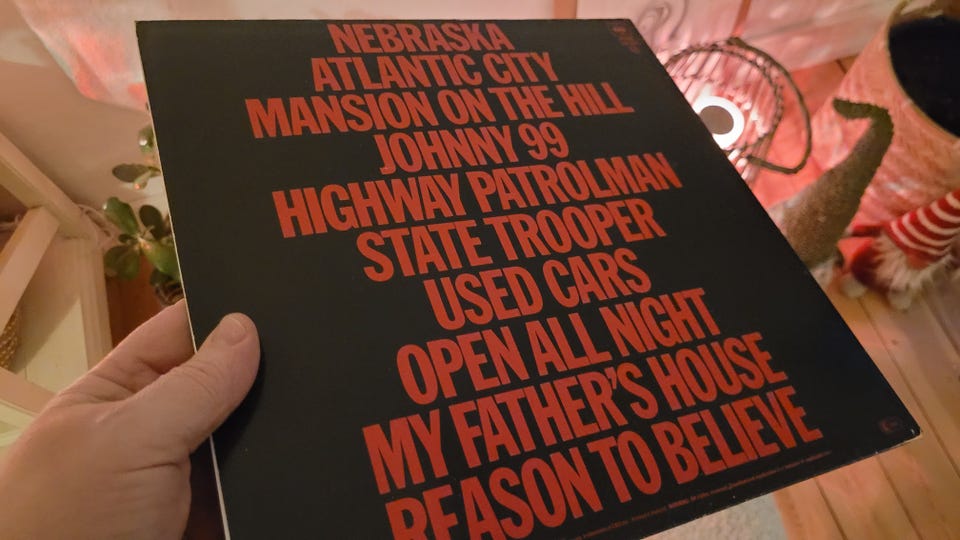 NEBRASKA
ATLANTIC CITY
MANSION ON THE HILL
JOHNNY 99
HIGHWAY PATROLMAN
STATE TROOPER
USED CARS
OPEN ALL NIGHT
MY FATHER'S HOUSE
REASON TO BELIEVE